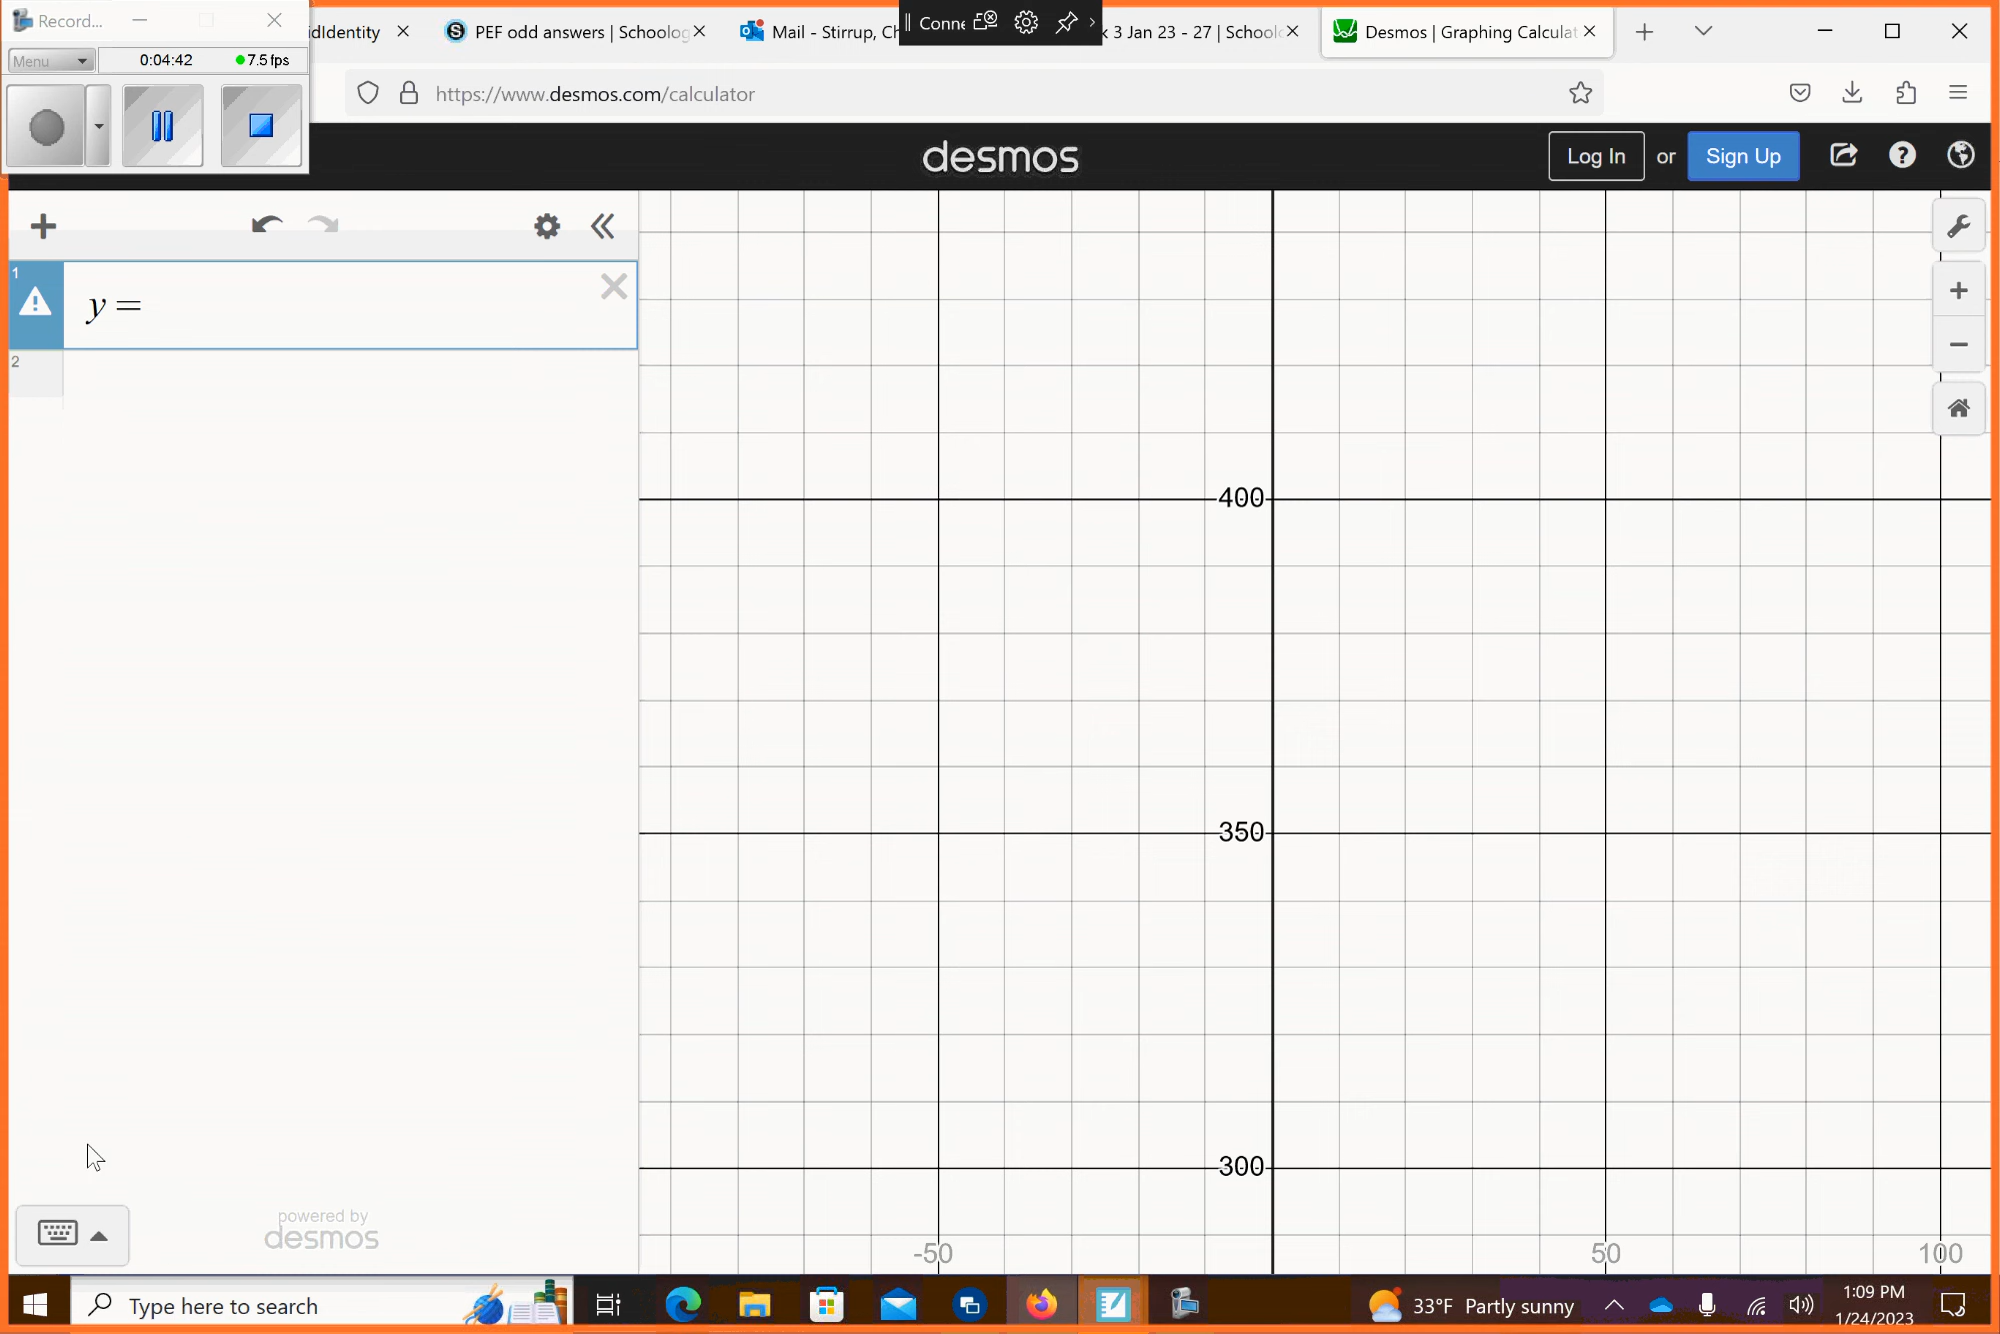 Record...
Menu
0:04:42
7.5 fps
idIdentity
PEF odd answers | Schoolog
Mail - Stirrup, Ch
Conne
3 Jan 23 - 27 | Schoolo
Desmos | Graphing Calculat
https://www.desmos.com/calculator
desmos
Log In
or
Sign Up
1
y =
2
400
350
300
-50
50
100
powered by
desmos
Type here to search
33°F Partly sunny
1:09 PM
1/24/2023